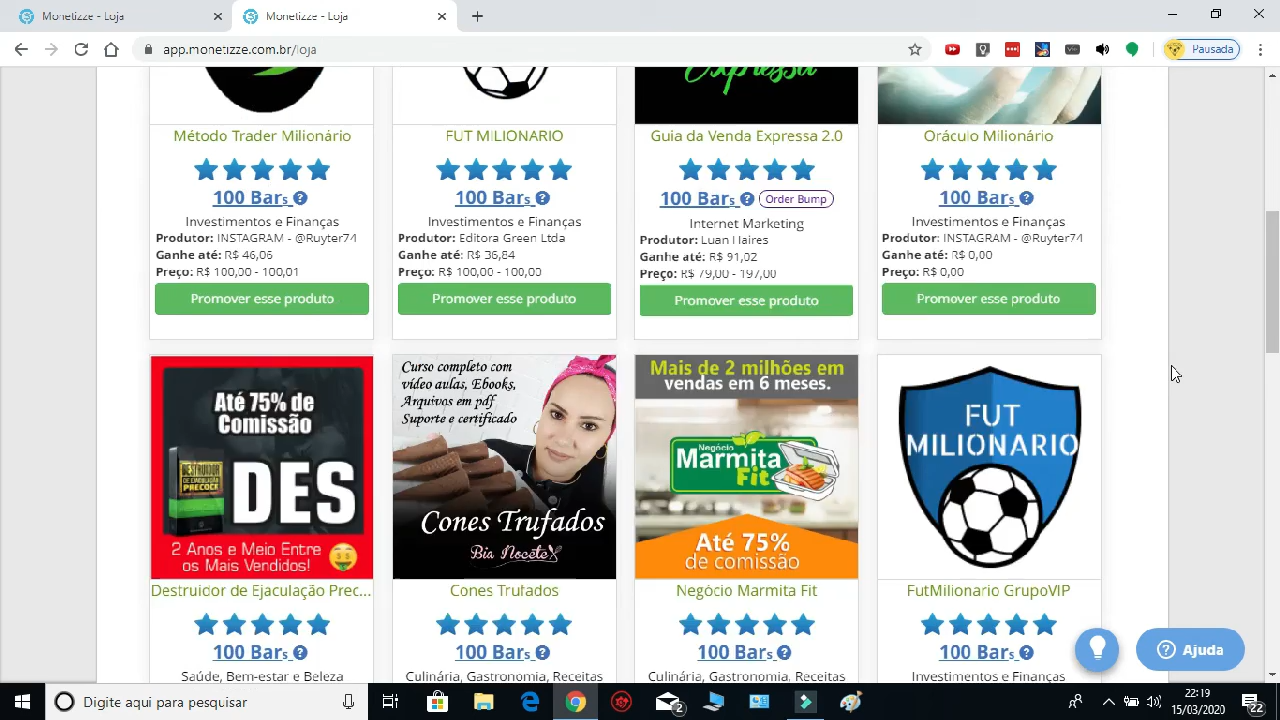 Monetizze - Loja
Monetizze - Loja
app.monetizze.com.br/loja
Pausada
Expressa
Método Trader Milionário
FUT MILIONARIO
Guia da Venda Expressa 2.0
Oráculo Milionário
100 Bars
100 Bars
100 Bars Order Bump
100 Bars
Investimentos e Finanças
Investimentos e Finanças
Internet Marketing
Investimentos e Finanças
Produtor: INSTAGRAM - @Ruyter74
Ganhe até: R$ 46,06
Preço: R$ 100,00 - 100,01
Produtor: Editora Green Ltda
Ganhe até: R$ 36,84
Preço: R$ 100,00 - 100,00
Produtor: Luan Haires
Ganhe até: R$ 91,02
Preço: R$ 79,00 - 197,00
Produtor: INSTAGRAM - @Ruyter74
Ganhe até: R$ 0,00
Preço: R$ 0,00
Promover esse produto
Promover esse produto
Promover esse produto
Promover esse produto
Até 75% de
Comissão
DESTRUIDOR
DE EJACULAÇÃO
PRECOCE
DES
2 Anos e Meio Entre
os Mais Vendidos!
Curso completo com
vídeo aulas, Ebooks,
Arquivos em pdf,
Suporte e certificado
Cones Trufados
Bia Nocete
Mais de 2 milhões em
vendas em 6 meses.
Negócio
Marmita
Fit
Até 75%
de comissão
FUT
MILIONARIO
Destruidor de Ejaculação Prec...
Cones Trufados
Negócio Marmita Fit
FutMilionario GrupoVIP
100 Bars
100 Bars
100 Bars
100 Bars
Saúde, Bem-estar e Beleza
Culinária, Gastronomia, Receitas
Culinária, Gastronomia, Receitas
Investimentos e Finanças
Ajuda
Digite aqui para pesquisar
2
22:19
15/03/2020
22